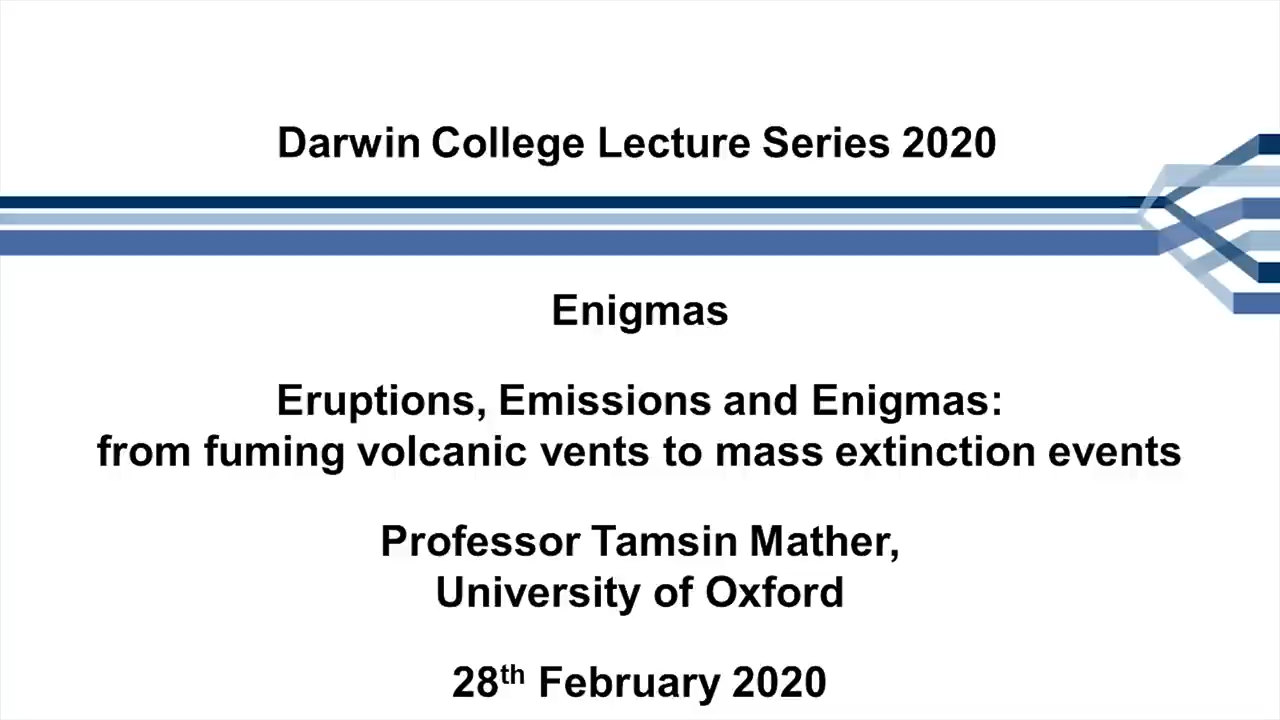 Darwin College Lecture Series 2020
Enigmas
Eruptions, Emissions and Enigmas:
from fuming volcanic vents to mass extinction events
Professor Tamsin Mather,
University of Oxford
28th February 2020